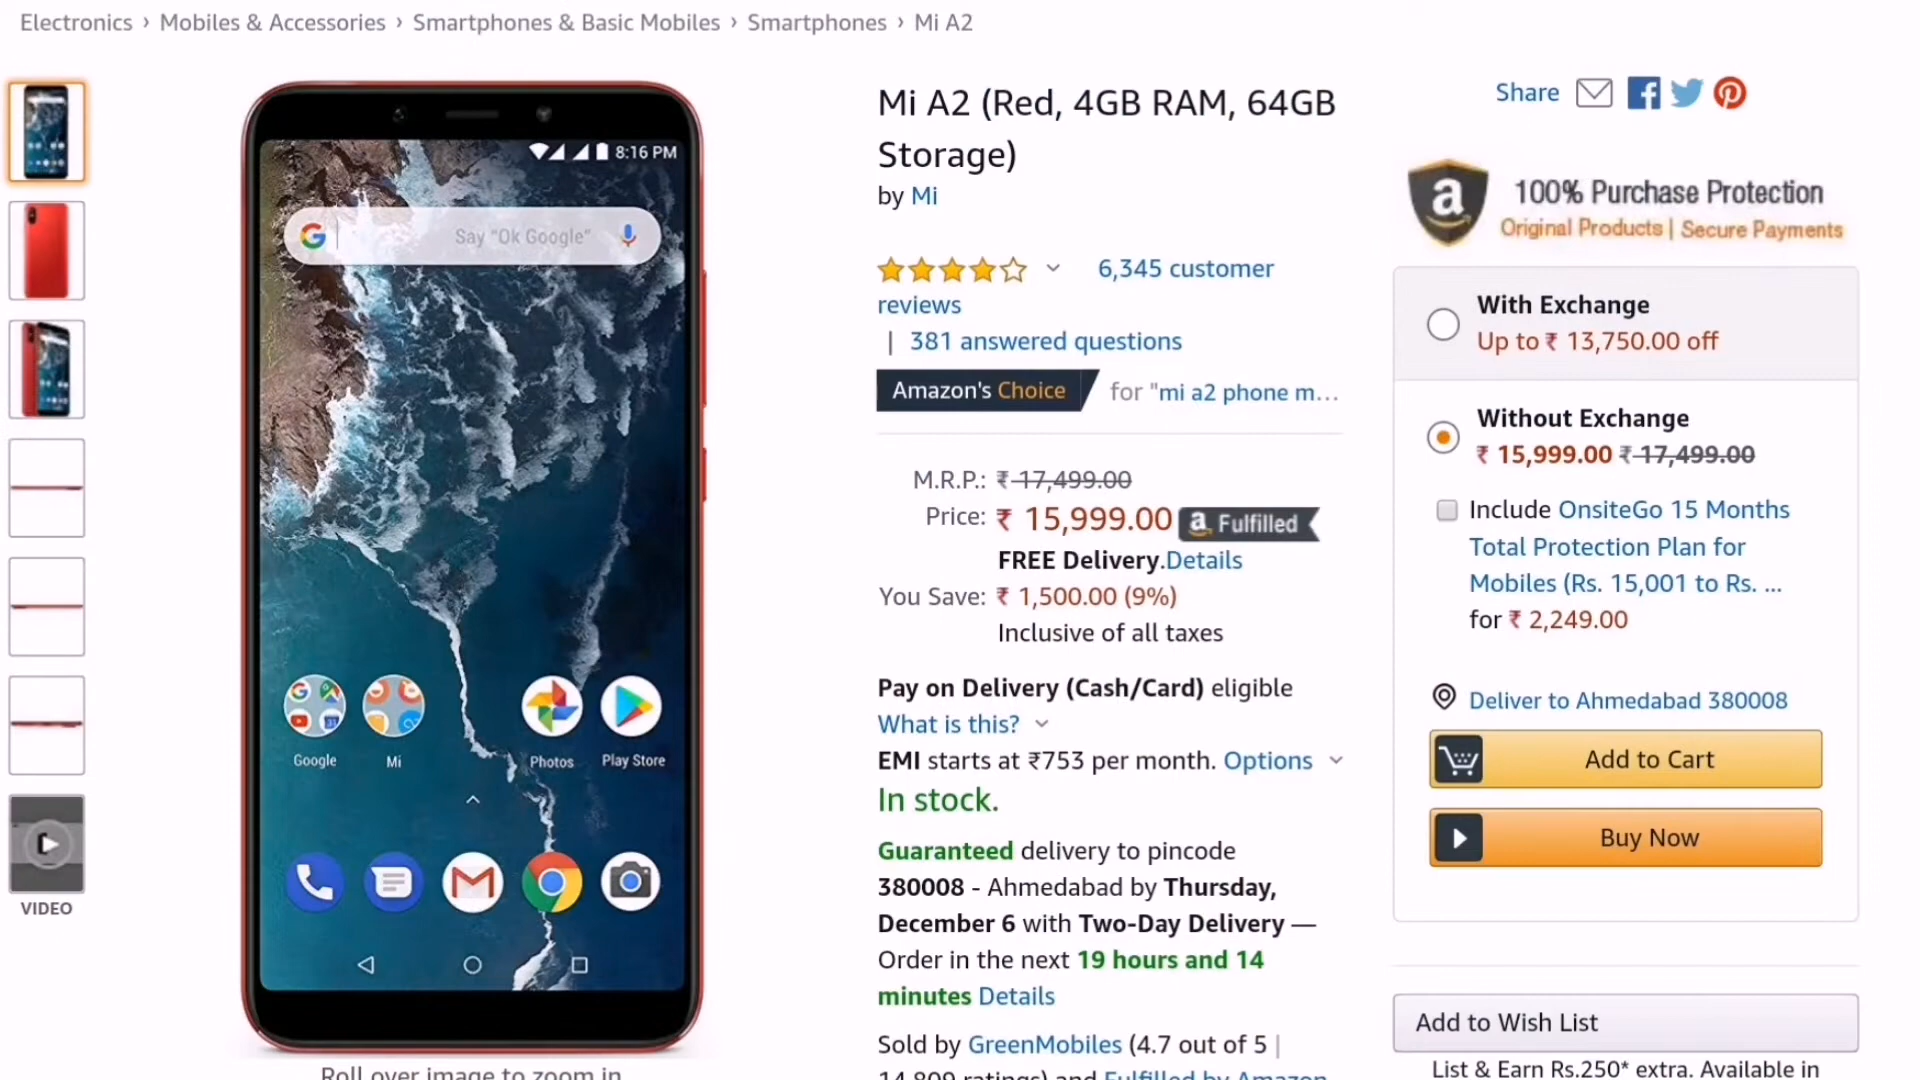 Electronics › Mobiles & Accessories › Smartphones & Basic Mobiles › Smartphones › Mi A2
VIDEO
8:16 PM
Say "Ok Google"
Google
Mi
Photos
Play Store
Roll over image to zoom in
Mi A2 (Red, 4GB RAM, 64GB
Storage)
by Mi
6,345 customer
reviews
| 381 answered questions
Amazon's Choice for "mi a2 phone m...
M.R.P.: ₹ 17,499.00
Price: ₹ 15,999.00 a Fulfilled
FREE Delivery.Details
You Save: ₹ 1,500.00 (9%)
Inclusive of all taxes
Pay on Delivery (Cash/Card) eligible
What is this?
EMI starts at ₹753 per month. Options
In stock.
Guaranteed delivery to pincode
380008 - Ahmedabad by Thursday,
December 6 with Two-Day Delivery —
Order in the next 19 hours and 14
minutes Details
Sold by GreenMobiles (4.7 out of 5 |
14,809 ratings) and Fulfilled by Amazon
Share
a
100% Purchase Protection
Original Products | Secure Payments
With Exchange
Up to ₹ 13,750.00 off
Without Exchange
₹ 15,999.00 ₹ 17,499.00
Include OnsiteGo 15 Months
Total Protection Plan for
Mobiles (Rs. 15,001 to Rs. ...
for ₹ 2,249.00
Deliver to Ahmedabad 380008
Add to Cart
Buy Now
Add to Wish List
List & Earn Rs.250* extra. Available in